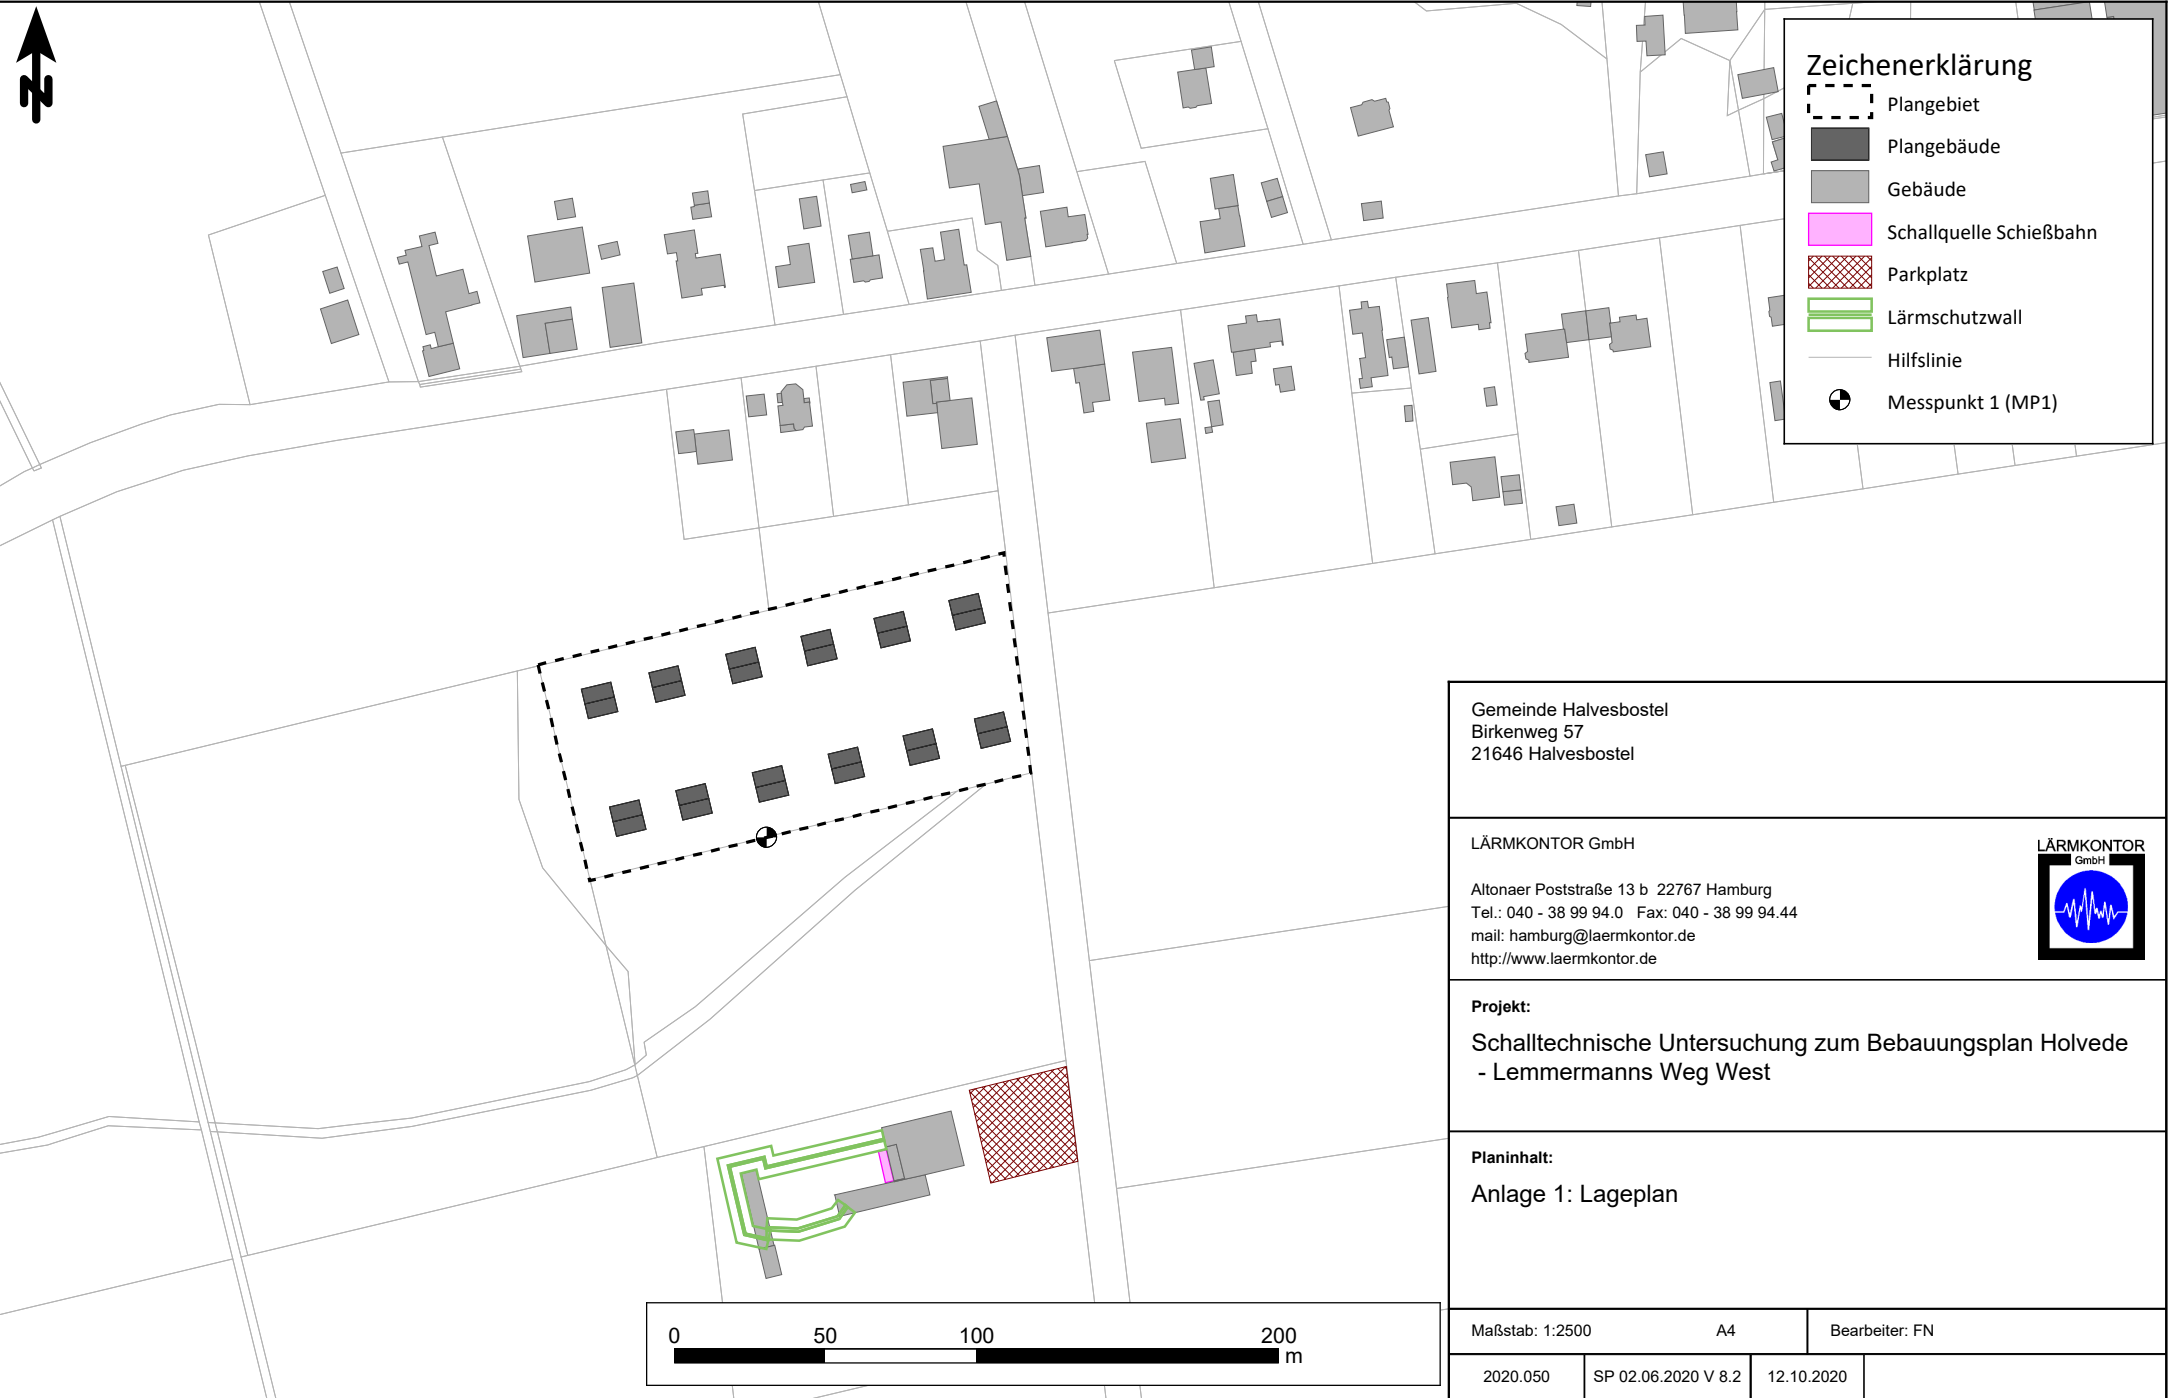 N
Zeichenerklärung
Plangebiet
Plangebäude
Gebäude
Schallquelle Schießbahn
Parkplatz
Lärmschutzwall
Hilfslinie
Messpunkt 1 (MP1)
Gemeinde Halvesbostel
Birkenweg 57
21646 Halvesbostel
LÄRMKONTOR GmbH
Altonaer Poststraße 13 b 22767 Hamburg
Tel.: 040 - 38 99 94.0 Fax: 040 - 38 99 94.44
mail: hamburg@laermkontor.de
http://www.laermkontor.de
LÄRMKONTOR
GmbH
Projekt:
Schalltechnische Untersuchung zum Bebauungsplan Holvede
- Lemmermanns Weg West
Planinhalt:
Anlage 1: Lageplan
Maßstab: 1:2500 A4 Bearbeiter: FN
2020.050 SP 02.06.2020 V 8.2 12.10.2020
0 50 100 200
m